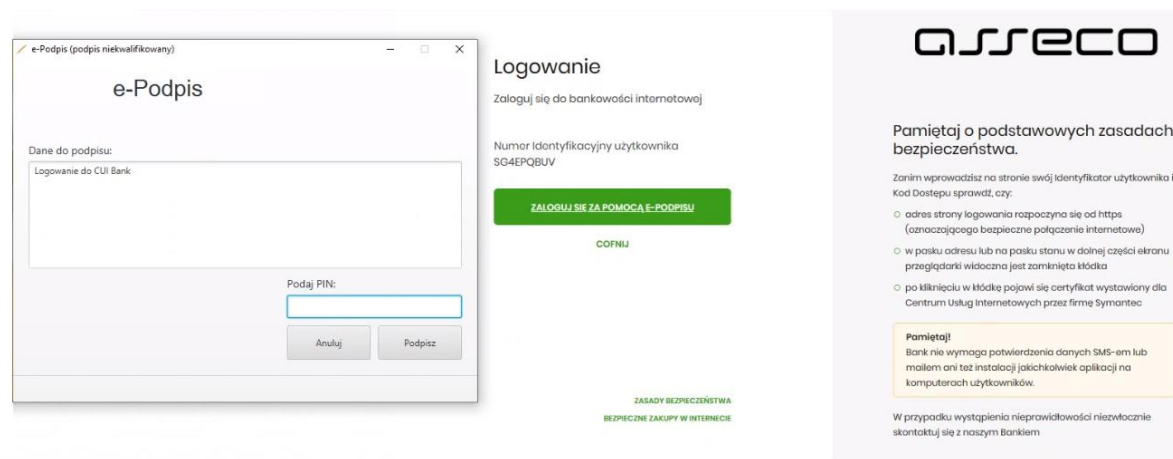 e-Podpis (podpis niekwalifikowany)
e-Podpis
Dane do podpisu:
Logowanie do CUI Bank
Podaj PIN:
Anuluj
Podpisz
Logowanie
Zaloguj się do bankowości internetowej
Numer Identyfikacyjny użytkownika
SG4EPQBUV
ZALOGUJ SIĘ ZA POMOCĄ E-PODPISU
COFNIJ
ZASADY BEZPIECZEŃSTWA
BEZPIECZNE ZAKUPY W INTERNECIE
asseco
Pamiętaj o podstawowych zasadach
bezpieczeństwa.
Zanim wprowadzisz na stronie swój Identyfikator użytkownika i
Kod Dostępu sprawdź, czy:
adres strony logowania rozpoczyna się od https
(oznaczającego bezpieczne połączenie internetowe)
w pasku adresu lub na pasku stanu w dolnej części ekranu
przeglądarki widoczna jest zamknięta kłódka
po kliknięciu w kłódkę pojawi się certyfikat wystawiony dla
Centrum Usług Internetowych przez firmę Symantec
Pamiętaj!
Bank nie wymaga potwierdzenia danych SMS-em lub
mailem ani też instalacji jakichkolwiek aplikacji na
komputerach użytkowników.
W przypadku wystąpienia nieprawidłowości niezwłocznie
skontaktuj się z naszym Bankiem